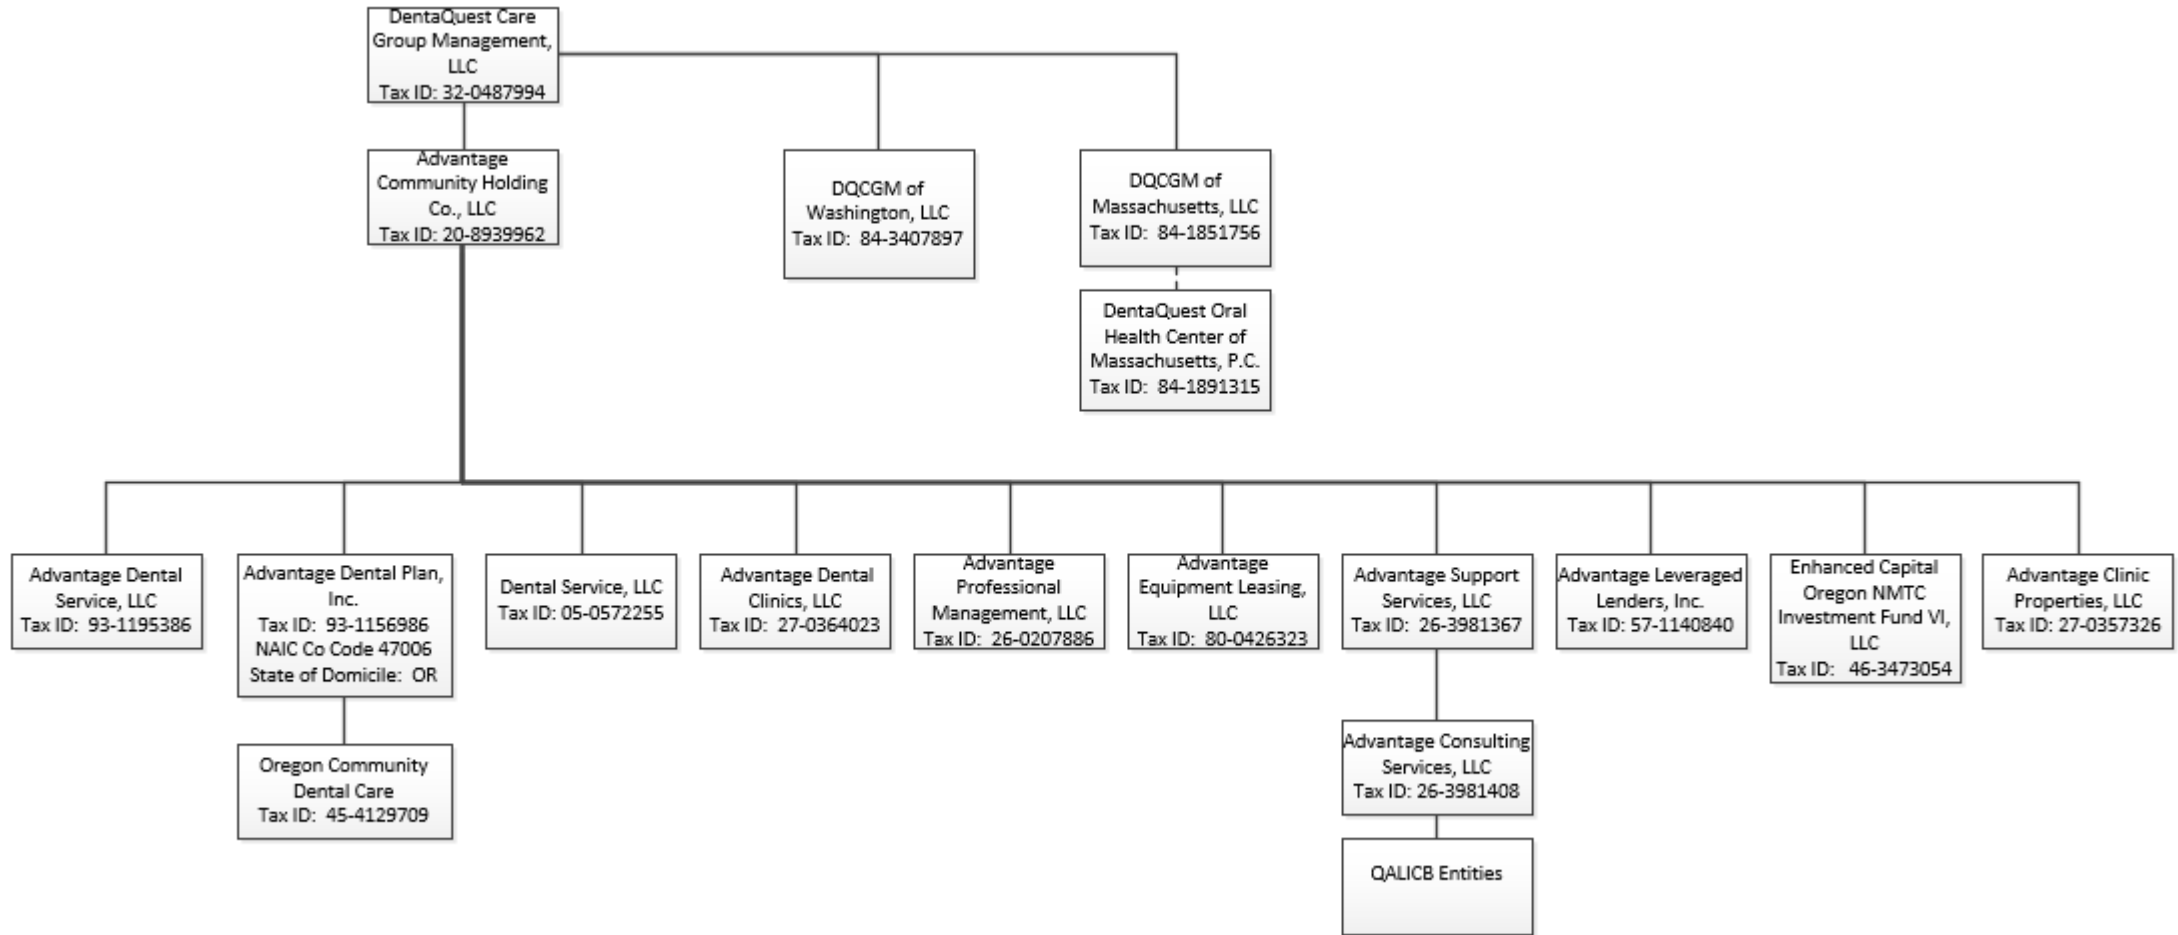 DentaQuest Care
Group Management,
LLC
Tax ID: 32-0487994
Advantage
Community Holding
Co., LLC
Tax ID: 20-8939962
DQCGM of
Washington, LLC
Tax ID: 84-3407897
DQCGM of
Massachusetts, LLC
Tax ID: 84-1851756
DentaQuest Oral
Health Center of
Massachusetts, P.C.
Tax ID: 84-1891315
Advantage Dental
Service, LLC
Tax ID: 93-1195386
Advantage Dental Plan,
Inc.
Tax ID: 93-1156986
NAIC Co Code 47006
State of Domicile: OR
Dental Service, LLC
Tax ID: 05-0572255
Advantage Dental
Clinics, LLC
Tax ID: 27-0364023
Advantage
Professional
Management, LLC
Tax ID: 26-0207886
Advantage
Equipment Leasing,
LLC
Tax ID: 80-0426323
Advantage Support
Services, LLC
Tax ID: 26-3981367
Advantage Leveraged
Lenders, Inc.
Tax ID: 57-1140840
Enhanced Capital
Oregon NMTC
Investment Fund VI,
LLC
Tax ID: 46-3473054
Advantage Clinic
Properties, LLC
Tax ID: 27-0357326
Oregon Community
Dental Care
Tax ID: 45-4129709
Advantage Consulting
Services, LLC
Tax ID: 26-3981408
QALICB Entities